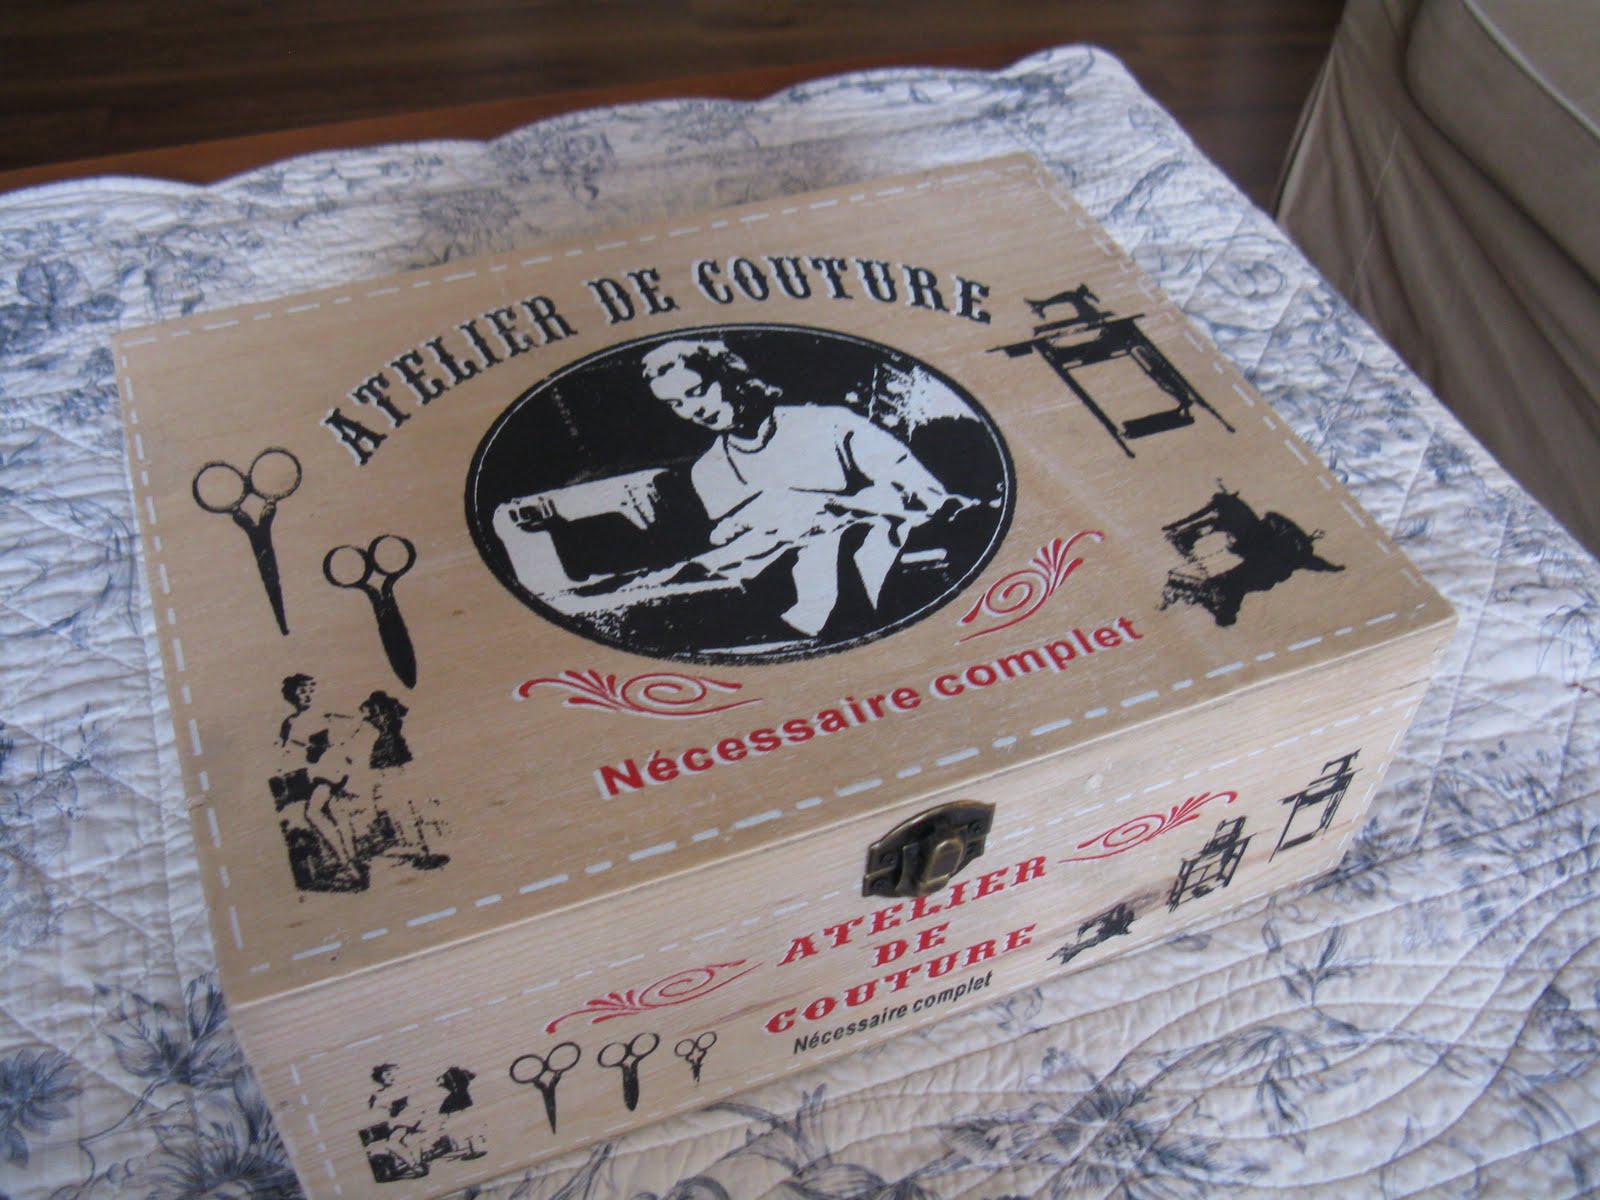 ATELIER DE COUTURE
Nécessaire complet
ATELIER
DE
COUTURE
Nécessaire complet